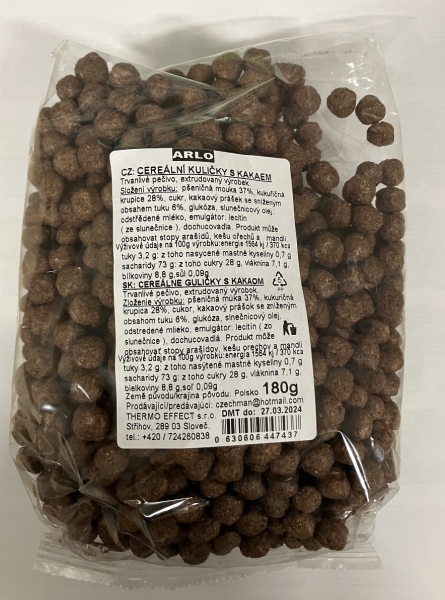 ARLO
CZ: CEREÁLNÍ KULIČKY S KAKAEM
Trvanlivé pečivo, extrudovaný výrobek
Složení výrobku: pšeničná mouka 37%, kukuřičná
krupice 28%, cukr, kakaový prášek se sníženým
obsahem tuku 6%, glukóza, slunečnicový olej,
odstředěné mléko, emulgátor: lecitin
( ze slunečnice ), dochucovadla. Produkt může
obsahovat stopy arašídů, kešu ořechů a mandlí
Výživové údaje na 100g výrobku:energie 1564 kj / 370 kca
tuky 3,2 g: z toho nasycené mastné kyseliny 0,7 g
sacharidy 73 g: z toho cukry 28 g, vláknina 7,1 g,
bílkoviny 8,8 g,sůl 0,09g
SK: CEREÁLNE GULIČKY S KAKAOM
Trvanlivé pečivo, extrudovaný výrobok
Zloženie výrobku: pšeničná múka 37%, kukuričná
krupica 28%, cukor, kakaový prášok so zníženým
obsahom tuku 6%, glukóza, slnečnicový olej,
odstredené mlieko, emulgátor: lecitín ( zo
slnečnice ), dochucovadlá. Produkt môže
obsahovať stopy arašidov, kešu orechov a mandlí
Výživové údaje na 100g výrobku:energia 1564 kj / 370 kca
tuky 3,2 g: z toho nasýtené mastné kyseliny 0,7 g
sacharidy 73 g: z toho cukry 28 g, vláknina 7,1 g,
bielkoviny 8,8 g,soľ 0,09g
Země původu/krajina pôvodu: Polsko 180g
Prodávající/predávajúci: czechman@hotmail.com
THERMO EFFECT s.r.o. DMT do: 27.03.2024
Střihov, 289 03 Sloveč,
tel.: +420 / 724260838 0 630606 447437